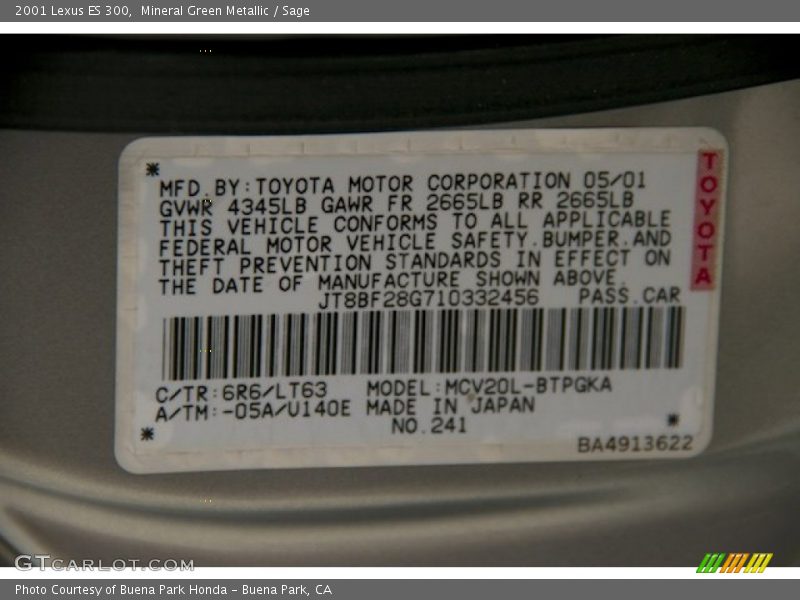 2001 Lexus ES 300, Mineral Green Metallic / Sage
MFD.BY:TOYOTA MOTOR CORPORATION 05/01
GVWR 4345LB GAWR FR 2665LB RR 2665LB
THIS VEHICLE CONFORMS TO ALL APPLICABLE
FEDERAL MOTOR VEHICLE SAFETY.BUMPER.AND
THEFT PREVENTION STANDARDS IN EFFECT ON
THE DATE OF MANUFACTURE SHOWN ABOVE.
JT8BF28G710332456 PASS.CAR
TOYOTA
C/TR:6R6/LT63 MODEL:MCV20L-BTPGKA
A/TM:-05A/U140E MADE IN JAPAN
NO.241
BA4913622
GTCARLOT.COM
Photo Courtesy of Buena Park Honda - Buena Park, CA